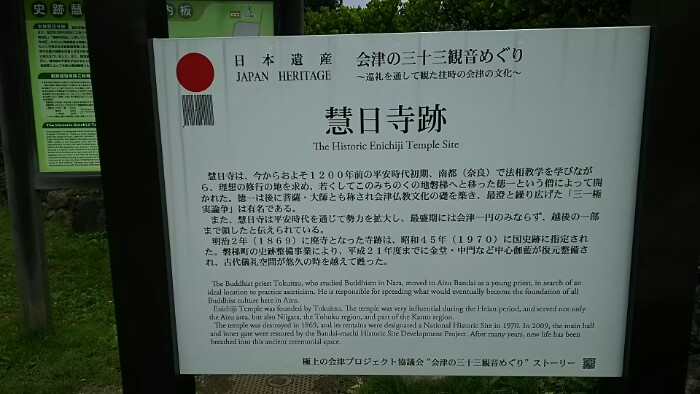 史跡慧
内板
The Historic Enichiji Te
日本遺産 会津の三十三観音めぐり
JAPAN HERITAGE ～巡礼を通して観た往時の会津の文化～
慧日寺跡
The Historic Enichiji Temple Site
慧日寺は、今からおよそ1200年前の平安時代初期、南都（奈良）で法相教学を学びなが
ら、理想の修行の地を求め、若くしてこのみちのくの地磐梯へと移った徳一という僧によって開
かれた。徳一は後に菩薩・大師とも称され会津仏教文化の礎を築き、最澄と繰り広げた「三一権
実論争」は有名である。
また、慧日寺は平安時代を通じて勢力を拡大し、最盛期には会津一円のみならず、越後の一部
まで領したと伝えられている。
明治2年（1869）に廃寺となった寺跡は、昭和45年（1970）に国史跡に指定され
た。磐梯町の史跡整備事業により、平成21年度までに金堂・中門など中心伽藍が復元整備さ
れ、古代儀礼空間が悠久の時を越えて甦った。
The Buddhist priest Tokuitsu, who studied Buddhism in Nara, moved to Aizu Bandai as a young priest, in search of an
ideal location to practice asceticism. He is responsible for spreading what would eventually become the foundation of all
Buddhist culture here in Aizu.
Enichiji Temple was founded by Tokuitsu. The temple was very influential during the Heian period, and served not only
the Aizu area, but also Niigata, the Tohoku region, and part of the Kanto region.
The temple was destroyed in 1869, and its remains were designated a National Historic Site in 1970. In 2009, the main hall
and inner gate were restored by the Bandai-machi Historic Site Development Project. After many years, new life has been
breathed into this ancient ceremonial space.
極上の会津プロジェクト協議会 “会津の三十三観音めぐり” ストーリー